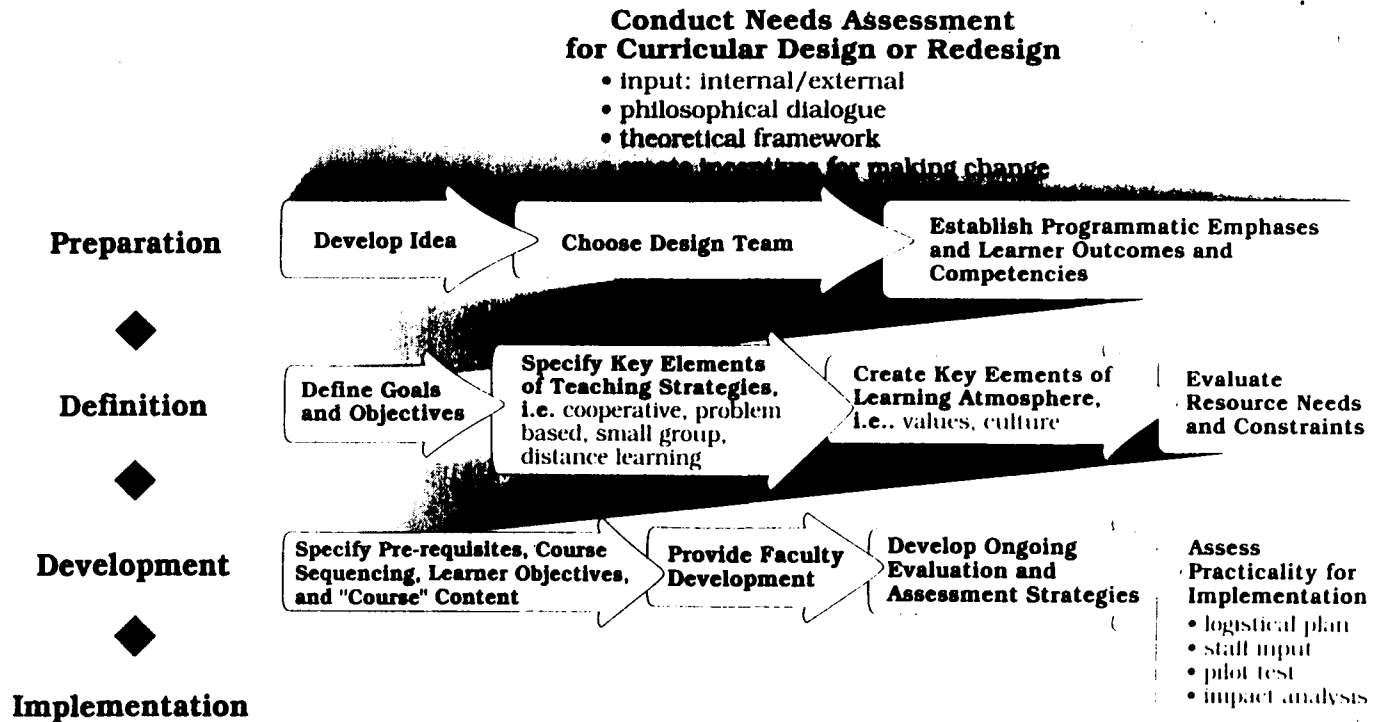 Conduct Needs Assessment
for Curricular Design or Redesign
• input: internal/external
• philosophical dialogue
• theoretical framework
• incentives for making change
Preparation
Develop Idea
Choose Design Team
Establish Programmatic Emphases
and Learner Outcomes and
Competencies
Definition
Define Goals
and Objectives
Specify Key Elements
of Teaching Strategies,
i.e. cooperative, problem
based, small group,
distance learning
Create Key Eements of
Learning Atmosphere,
i.e.. values, culture
Evaluate
Resource Needs
and Constraints
Development
Specify Pre-requisites, Course
Sequencing, Learner Objectives,
and "Course" Content
Provide Faculty
Development
Develop Ongoing
Evaluation and
Assessment Strategies
Assess
Practicality for
Implementation
• logistical plan
• staff input
• pilot test
• impact analysis
Implementation